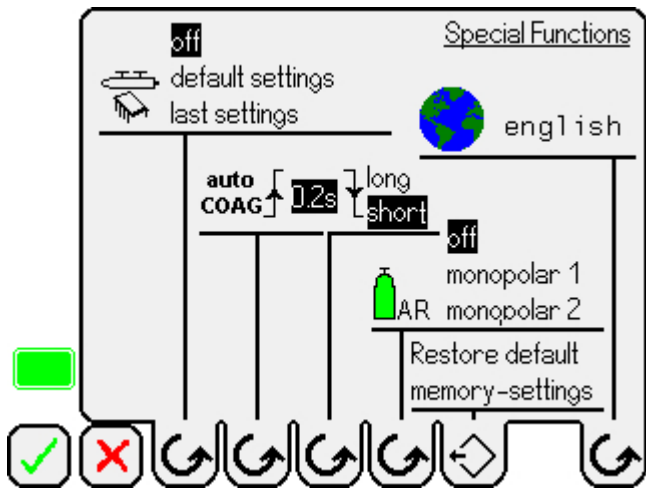 Special Functions
off
default settings
last settings
english
auto
COAG
0.2s
long
short
off
monopolar 1
AR monopolar 2
Restore default
memory-settings